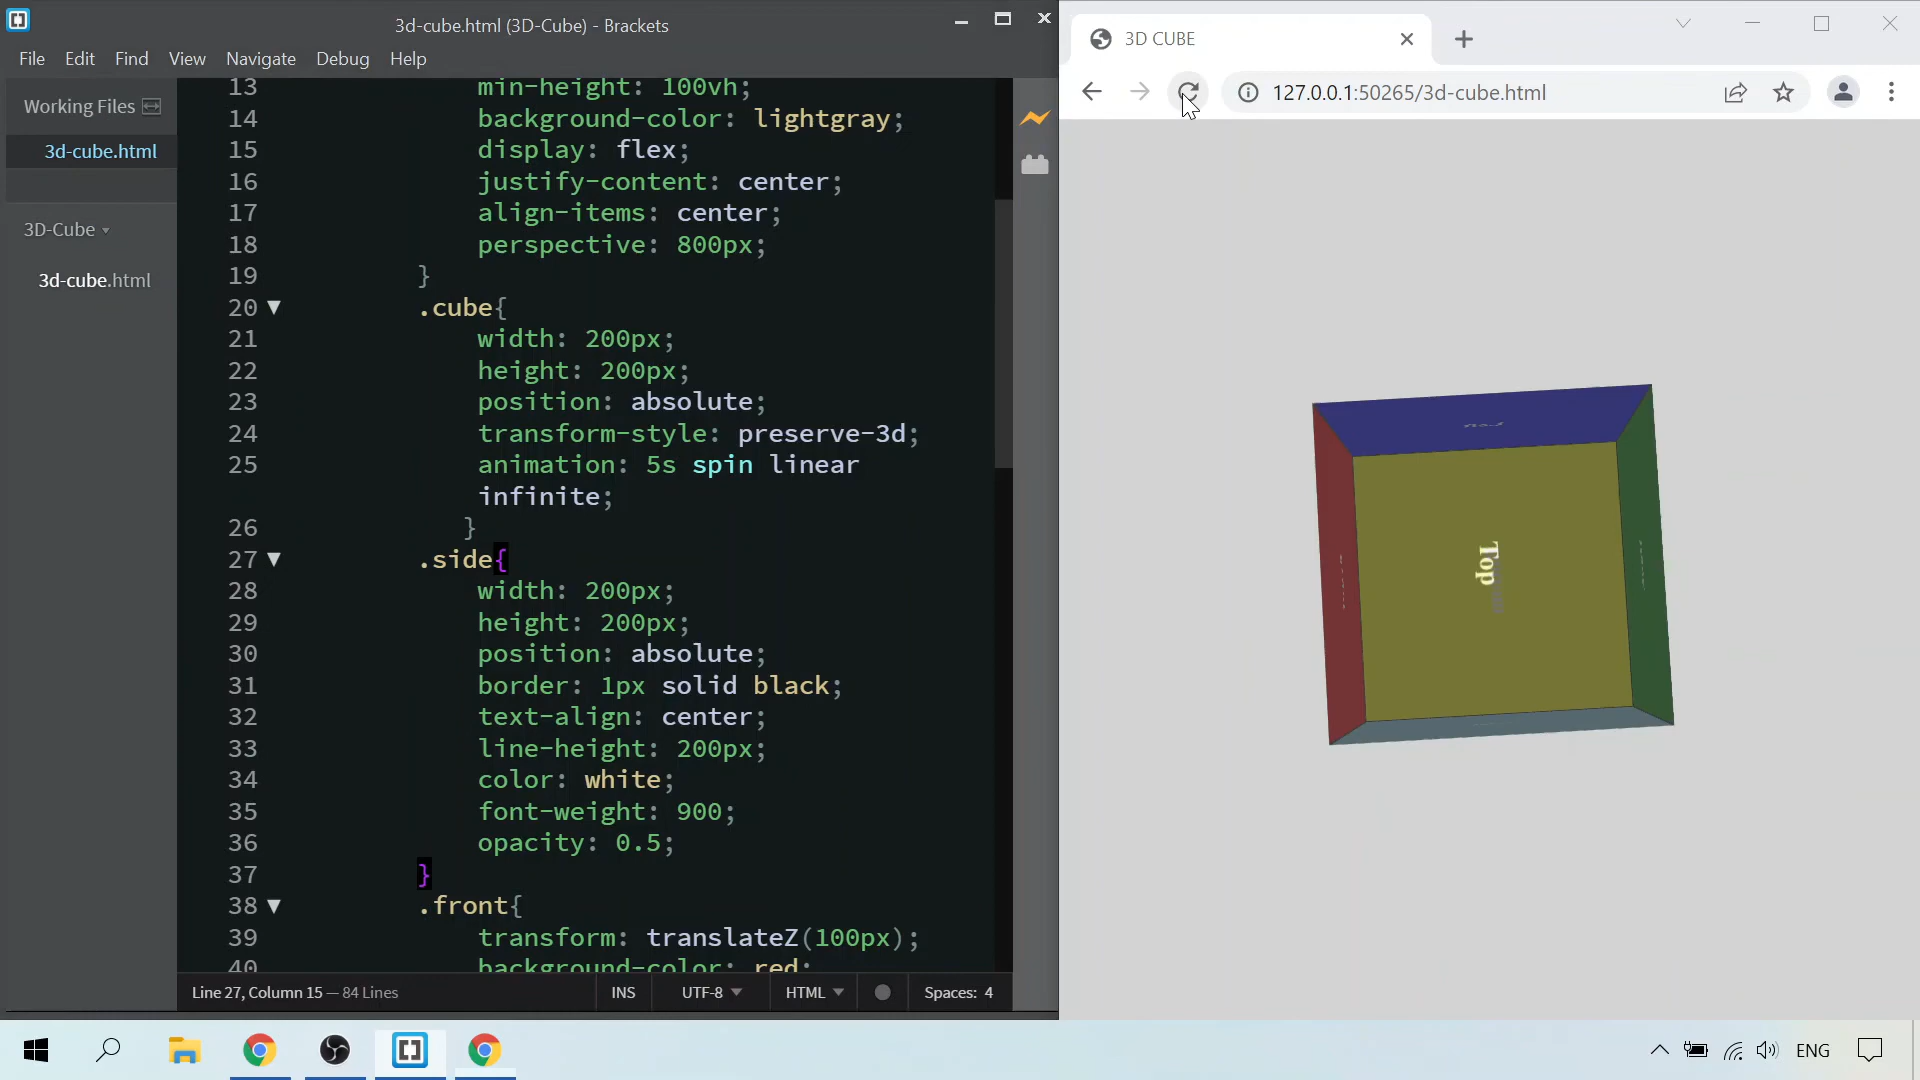 3d-cube.html (3D-Cube) - Brackets
File Edit Find View Navigate Debug Help
Working Files
3d-cube.html
3D-Cube
3d-cube.html
13 min-height: 100vh;
14 background-color: lightgray;
15 display: flex;
16 justify-content: center;
17 align-items: center;
18 perspective: 800px;
19 }
20 .cube{
21 width: 200px;
22 height: 200px;
23 position: absolute;
24 transform-style: preserve-3d;
25 animation: 5s spin linear
infinite;
26 }
27 .side{
28 width: 200px;
29 height: 200px;
30 position: absolute;
31 border: 1px solid black;
32 text-align: center;
33 line-height: 200px;
34 color: white;
35 font-weight: 900;
36 opacity: 0.5;
37 }
38 .front{
39 transform: translateZ(100px);
40 background-color: red;
Line 27, Column 15 — 84 Lines
INS UTF-8 HTML Spaces: 4
3D CUBE
127.0.0.1:50265/3d-cube.html
Top
ENG